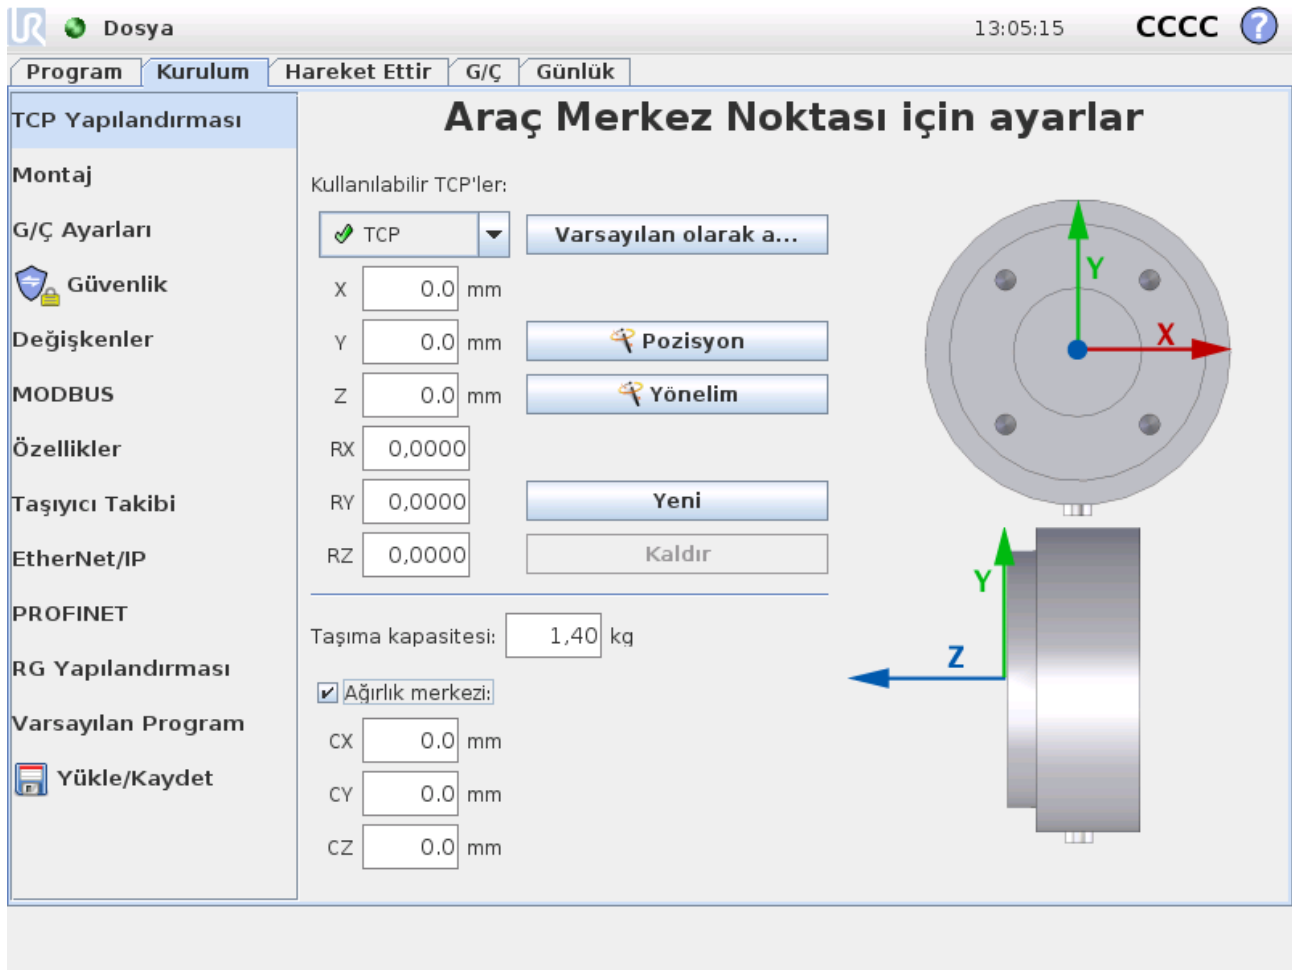 UR
Dosya
13:05:15
CCCC
?
Program
Kurulum
Hareket Ettir
G/Ç
Günlük
TCP Yapılandırması
Montaj
G/Ç Ayarları
Güvenlik
Değişkenler
MODBUS
Özellikler
Taşıyıcı Takibi
EtherNet/IP
PROFINET
RG Yapılandırması
Varsayılan Program
Yükle/Kaydet
Araç Merkez Noktası için ayarlar
Kullanılabilir TCP'ler:
TCP
Varsayılan olarak a...
X 0.0 mm
Y 0.0 mm
Pozisyon
Z 0.0 mm
Yönelim
RX 0,0000
RY 0,0000
Yeni
RZ 0,0000
Kaldır
Taşıma kapasitesi: 1,40 kg
Ağırlık merkezi:
CX 0.0 mm
CY 0.0 mm
CZ 0.0 mm
Y
X
Y
Z